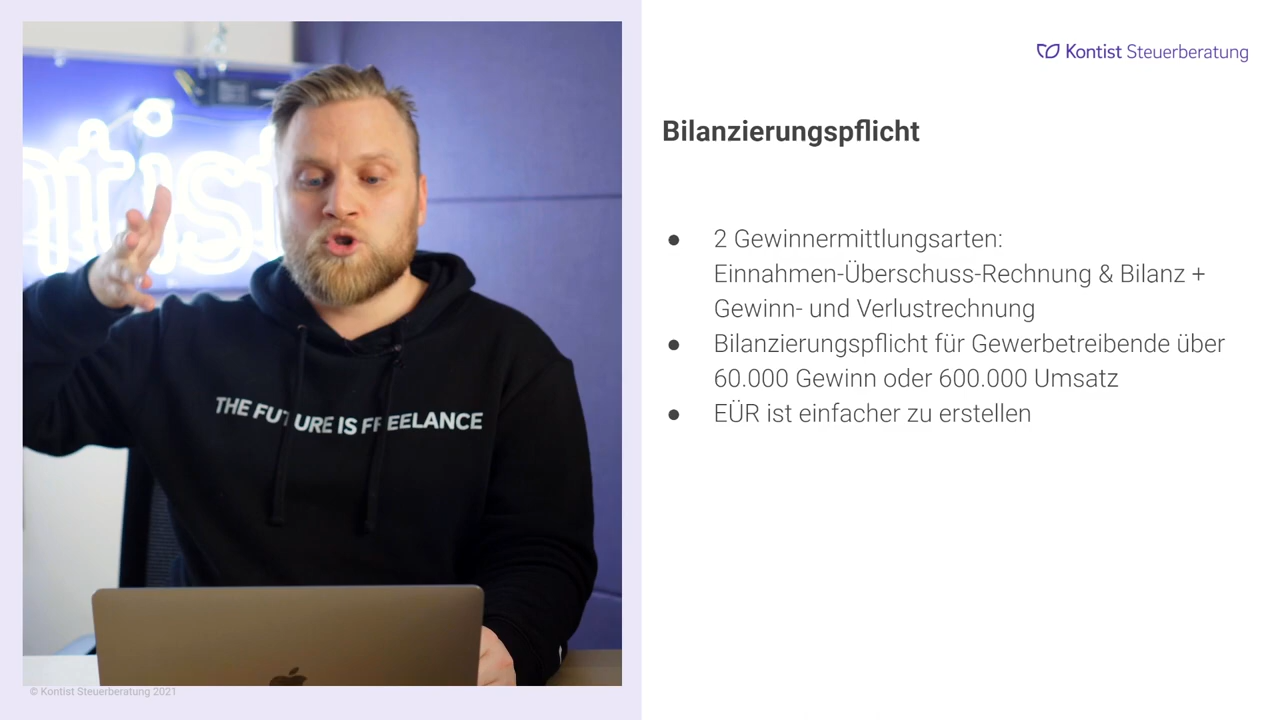 ntist
THE FUTURE IS FREELANCE
© Kontist Steuerberatung 2021
Kontist Steuerberatung
Bilanzierungspflicht
● 2 Gewinnermittlungsarten:
Einnahmen-Überschuss-Rechnung & Bilanz +
Gewinn- und Verlustrechnung
● Bilanzierungspflicht für Gewerbetreibende über
60.000 Gewinn oder 600.000 Umsatz
● EÜR ist einfacher zu erstellen